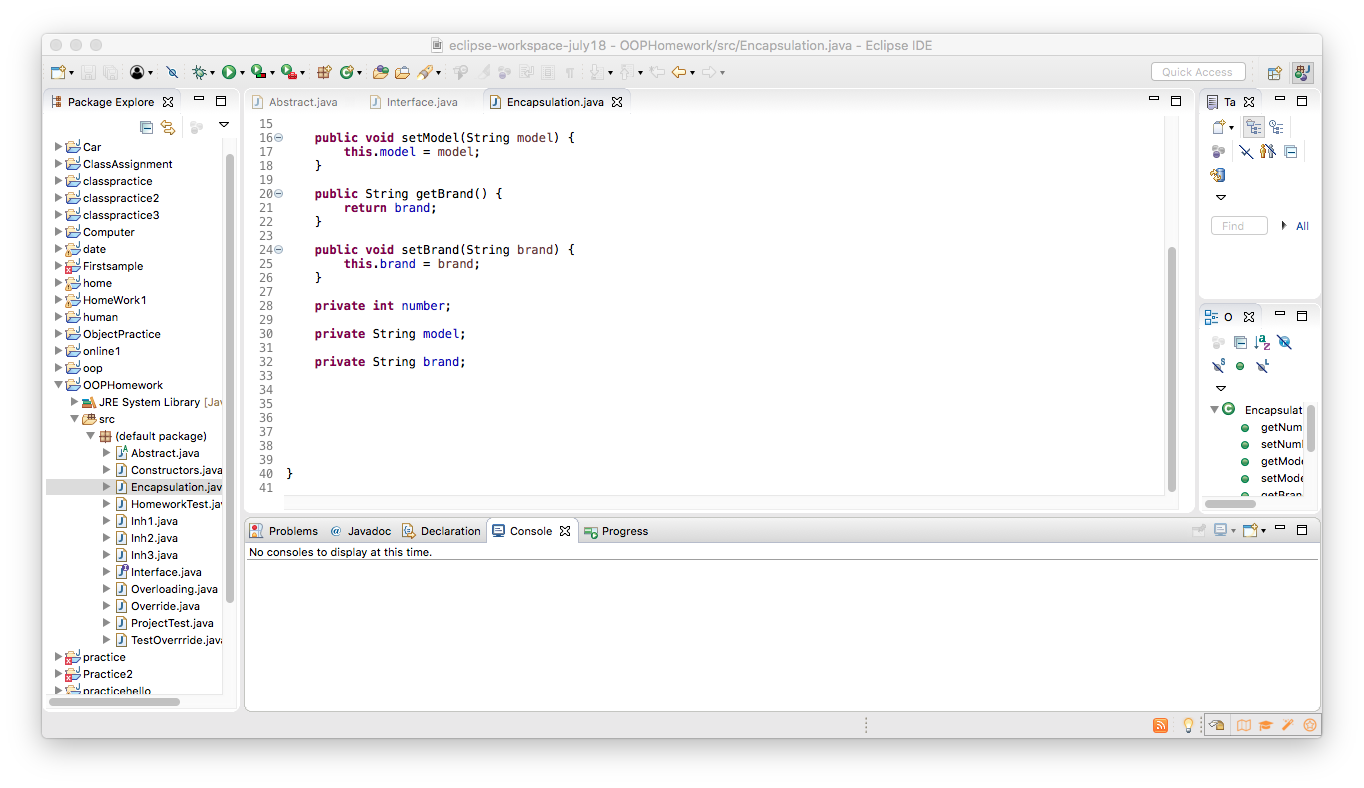 eclipse-workspace-july18 - OOPHomework/src/Encapsulation.java - Eclipse IDE
Quick Access
Package Explore
Car
ClassAssignment
classpractice
classpractice2
classpractice3
Computer
date
Firstsample
home
HomeWork1
human
ObjectPractice
online1
oop
OOPHomework
JRE System Library [Jav
src
(default package)
Abstract.java
Constructors.java
Encapsulation.jav
HomeworkTest.jav
Inh1.java
Inh2.java
Inh3.java
Interface.java
Overloading.java
Override.java
ProjectTest.java
TestOverrride.java
practice
Practice2
practicehello
Abstract.java Interface.java Encapsulation.java
15
16 public void setModel(String model) {
17 this.model = model;
18 }
19
20 public String getBrand() {
21 return brand;
22 }
23
24 public void setBrand(String brand) {
25 this.brand = brand;
26 }
27
28 private int number;
29
30 private String model;
31
32 private String brand;
33
34
35
36
37
38
39
40 }
41
Ta
Find All
O
Encapsulat
getNum
setNuml
getMode
setMode
getBran
Problems @ Javadoc Declaration Console Progress
No consoles to display at this time.